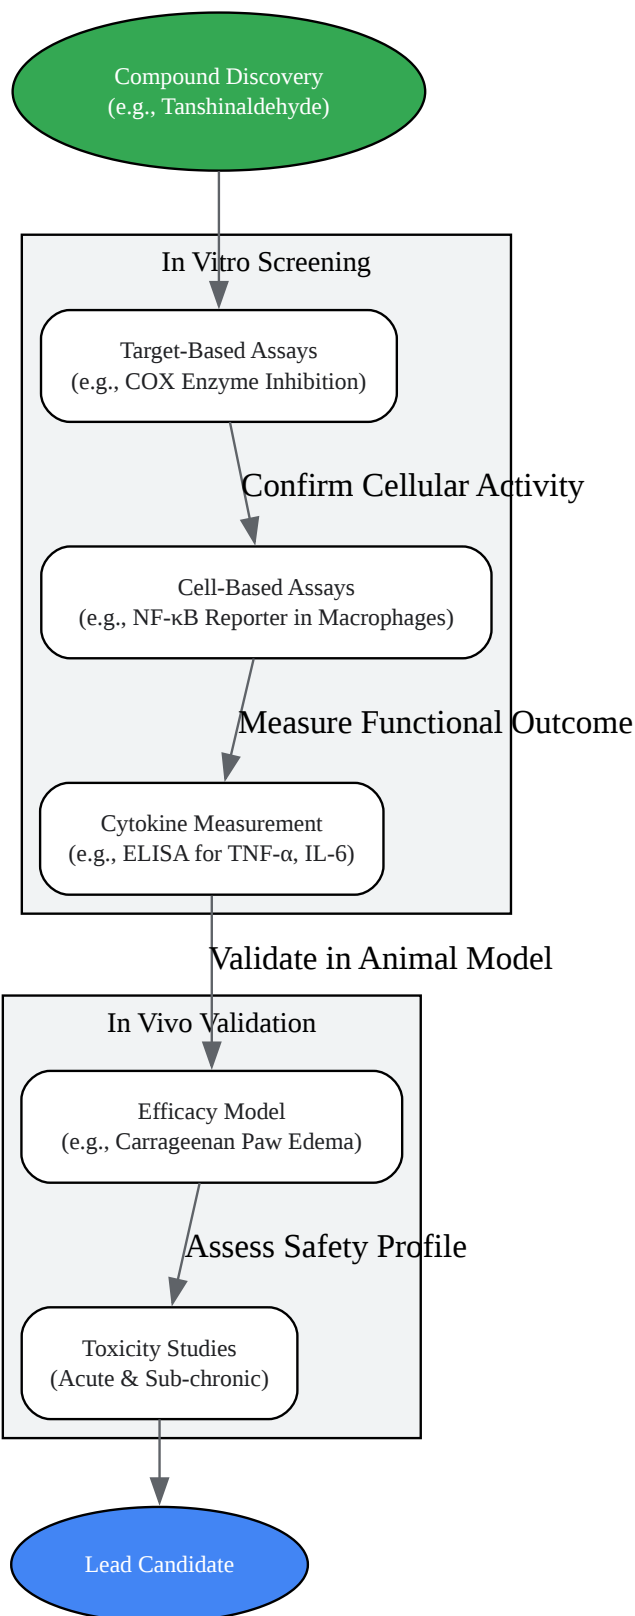 Compound Discovery
(e.g., Tanshinaldehyde)
In Vitro Screening
Target-Based Assays
(e.g., COX Enzyme Inhibition)
Confirm Cellular Activity
Cell-Based Assays
(e.g., NF-κB Reporter in Macrophages)
Measure Functional Outcome
Cytokine Measurement
(e.g., ELISA for TNF-α, IL-6)
Validate in Animal Model
In Vivo Validation
Efficacy Model
(e.g., Carrageenan Paw Edema)
Assess Safety Profile
Toxicity Studies
(Acute & Sub-chronic)
Lead Candidate